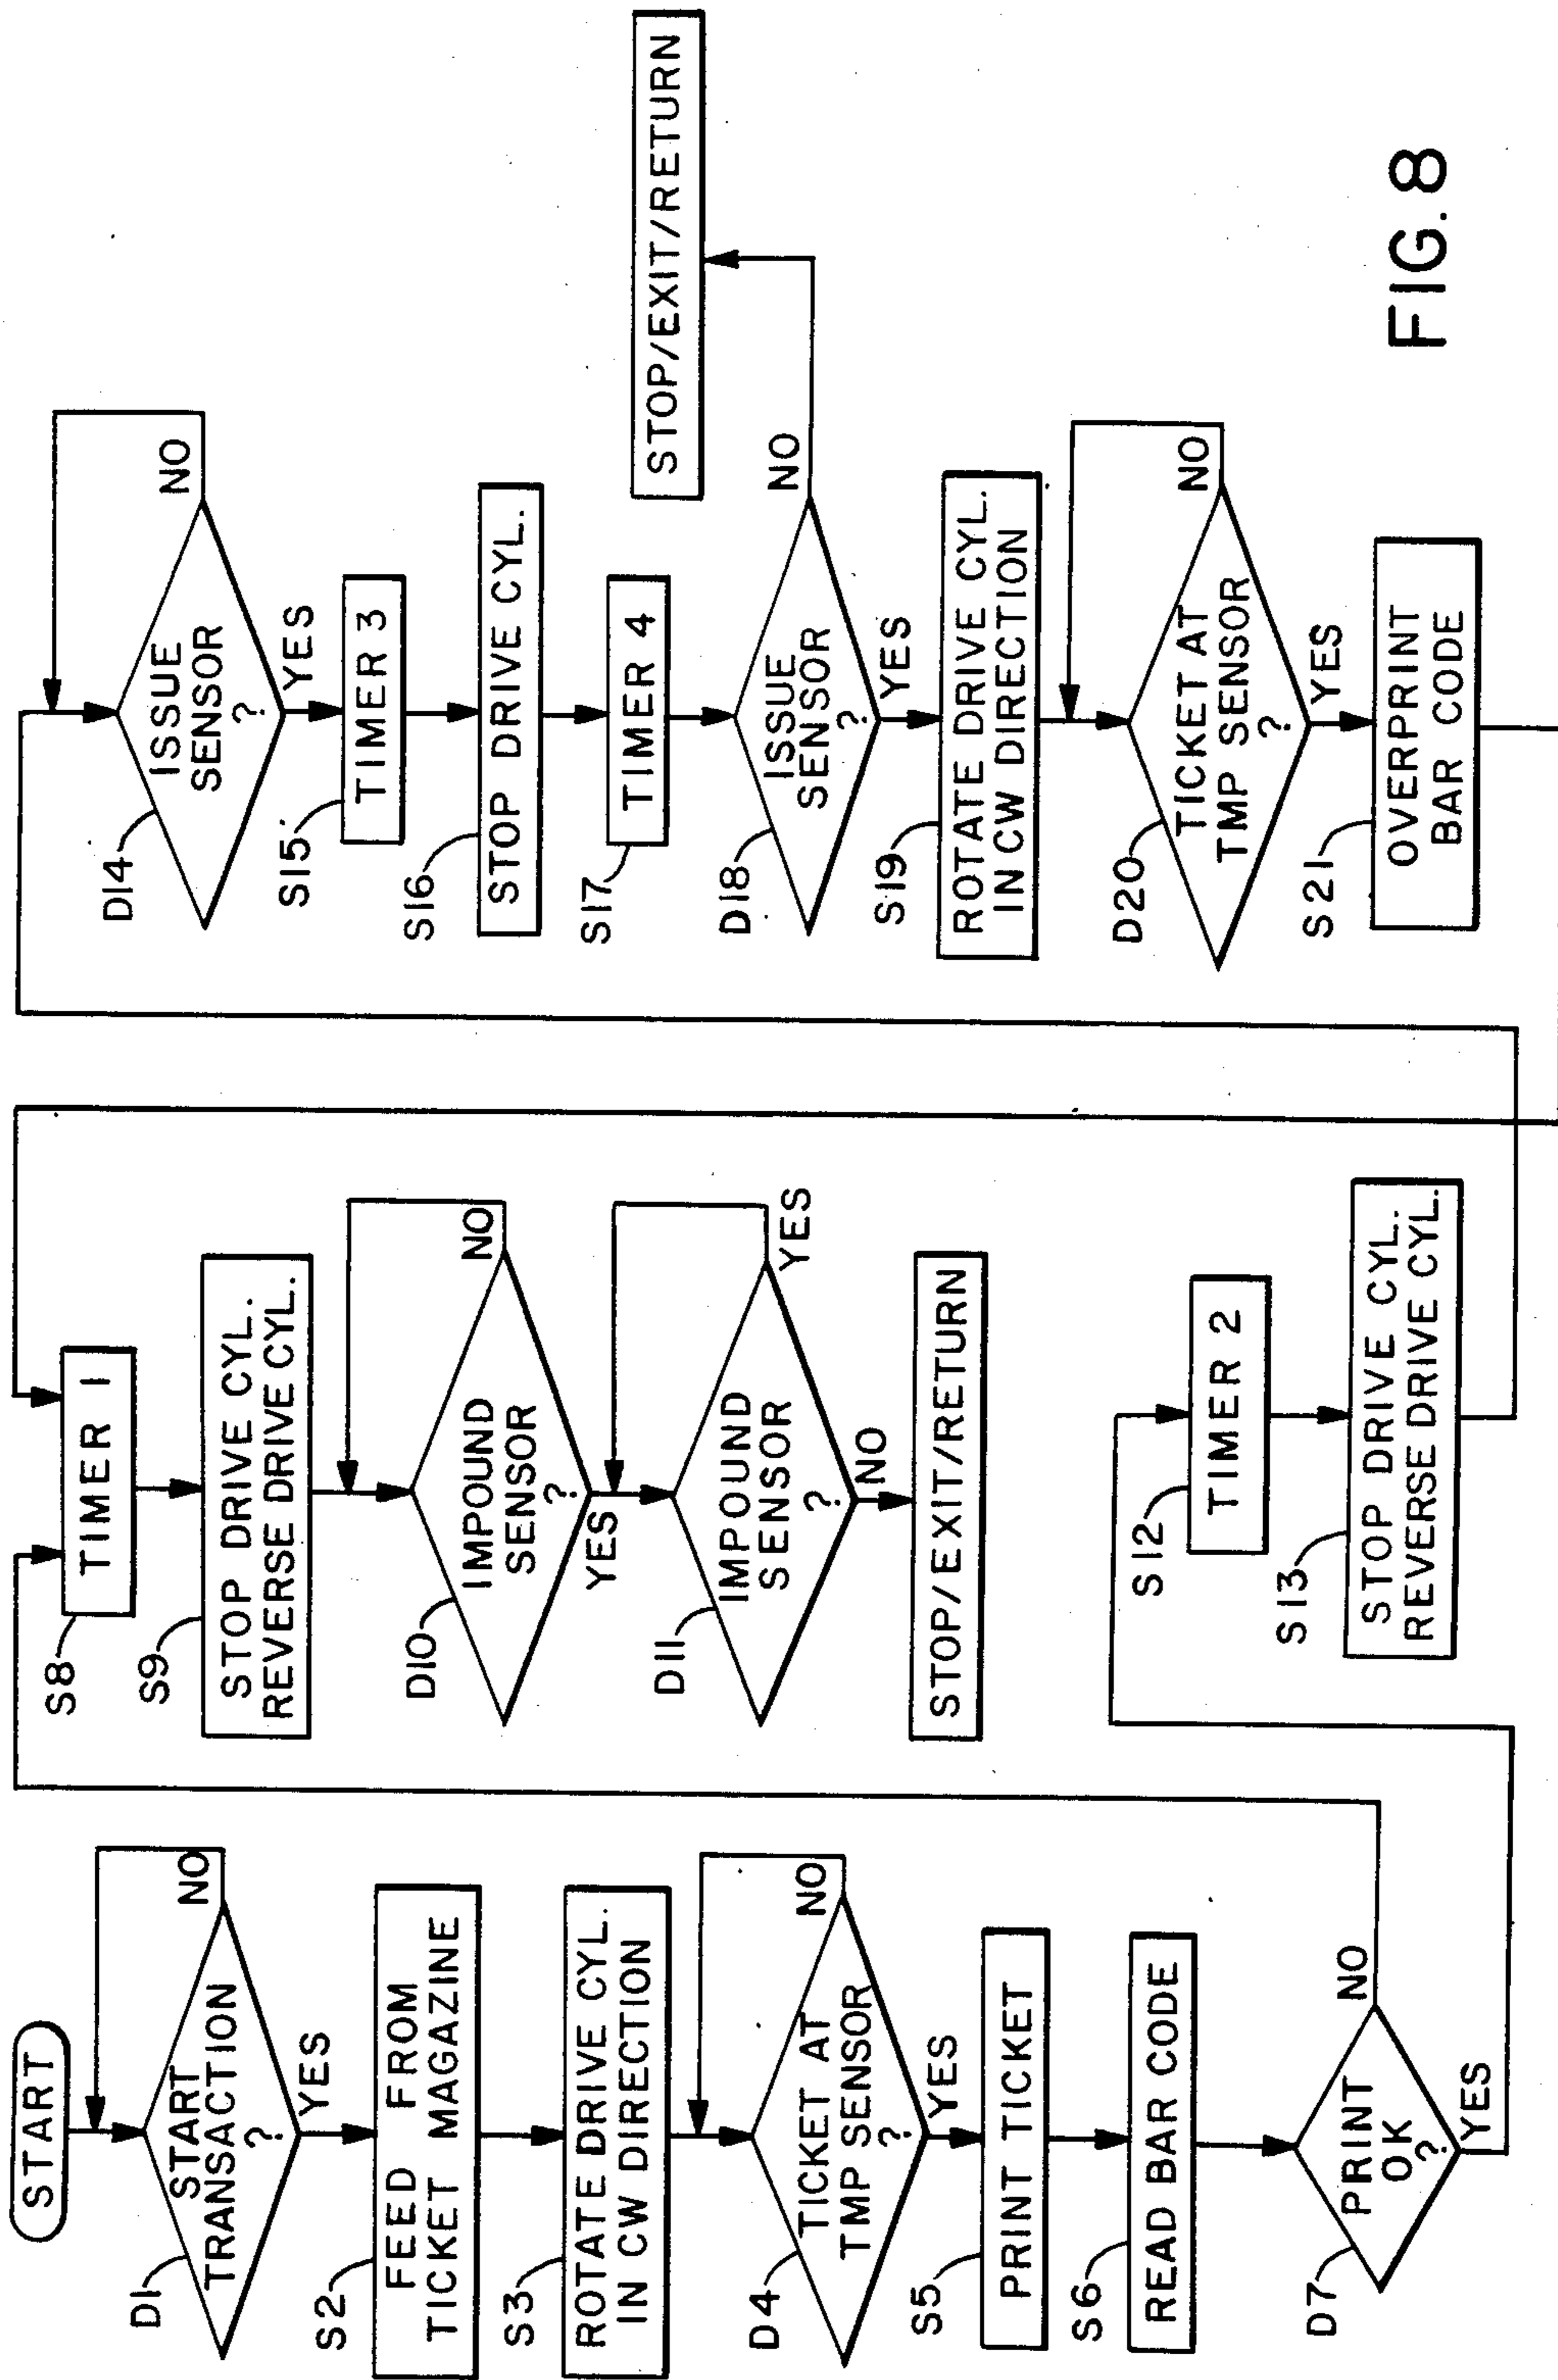 START
D1
START
TRANSACTION
?
NO
YES
S2
FEED FROM
TICKET MAGAZINE
S3
ROTATE DRIVE CYL.
IN CW DIRECTION
D4
TICKET AT
TMP SENSOR
?
NO
YES
S5
PRINT TICKET
S6
READ BAR CODE
D7
PRINT
OK
?
NO
YES
S8
TIMER 1
S9
STOP DRIVE CYL.
REVERSE DRIVE CYL.
D10
IMPOUND
SENSOR
?
NO
YES
D11
IMPOUND
SENSOR
?
YES
NO
STOP/EXIT/RETURN
S12
TIMER 2
S13
STOP DRIVE CYL.
REVERSE DRIVE CYL.
D14
ISSUE
SENSOR
?
NO
YES
S15
TIMER 3
S16
STOP DRIVE CYL.
S17
TIMER 4
D18
ISSUE
SENSOR
?
NO
YES
STOP/EXIT/RETURN
S19
ROTATE DRIVE CYL.
IN CW DIRECTION
D20
TICKET AT
TMP SENSOR
?
NO
YES
S21
OVERPRINT
BAR CODE
FIG. 8